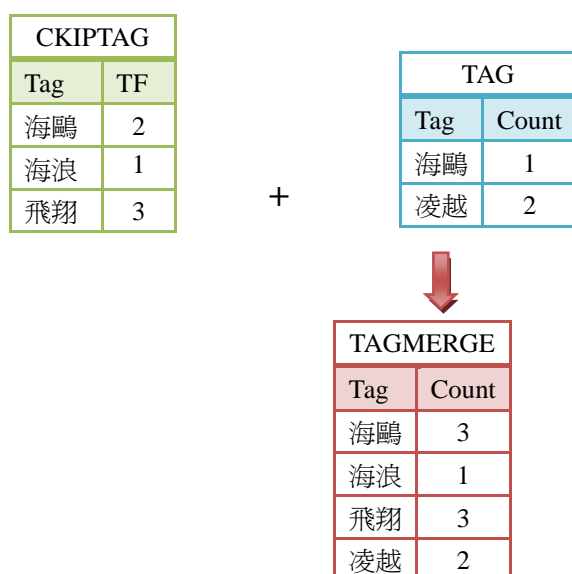 CKIPTAG
Tag TF
海鷗 2
海浪 1
飛翔 3
+
TAG
Tag Count
海鷗 1
凌越 2
TAGMERGE
Tag Count
海鷗 3
海浪 1
飛翔 3
凌越 2